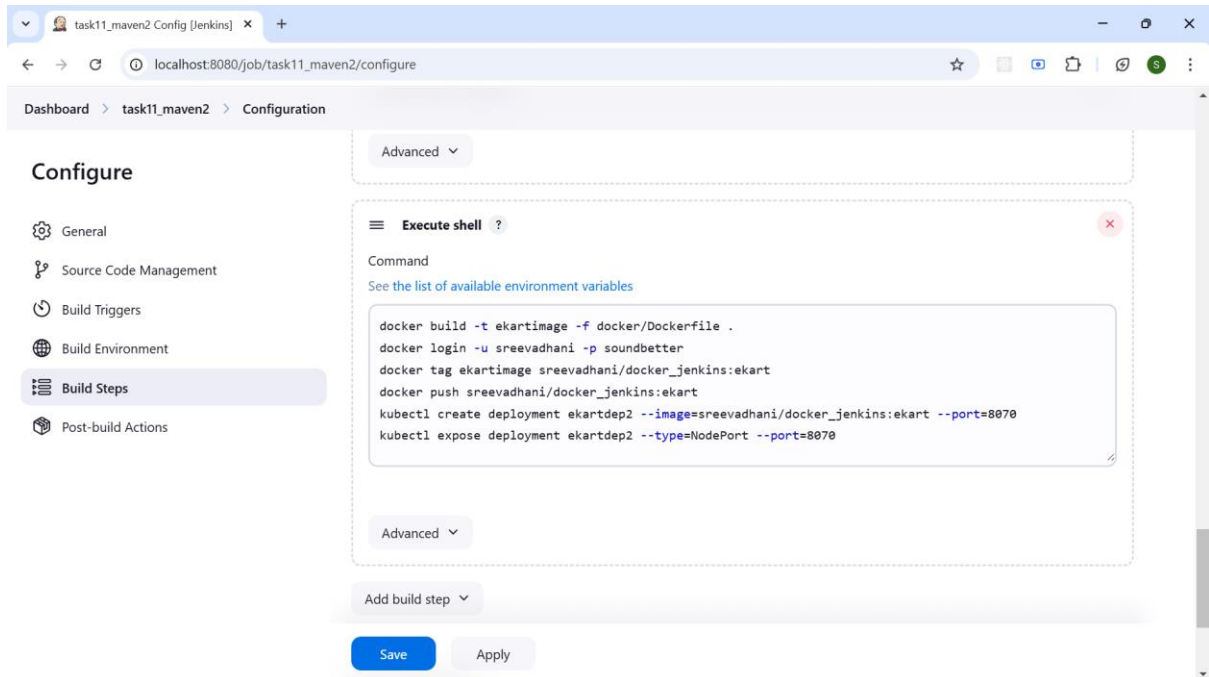 task11_maven2 Config [Jenkins]
localhost:8080/job/task11_maven2/configure
S
Dashboard > task11_maven2 > Configuration
Configure
General
Source Code Management
Build Triggers
Build Environment
Build Steps
Post-build Actions
Advanced
Execute shell ?
Command
See the list of available environment variables
docker build -t ekartimage -f docker/Dockerfile .
docker login -u sreevadhani -p soundbetter
docker tag ekartimage sreevadhani/docker_jenkins:ekart
docker push sreevadhani/docker_jenkins:ekart
kubectl create deployment ekartdep2 --image=sreevadhani/docker_jenkins:ekart --port=8070
kubectl expose deployment ekartdep2 --type=NodePort --port=8070
Advanced
Add build step
Save Apply